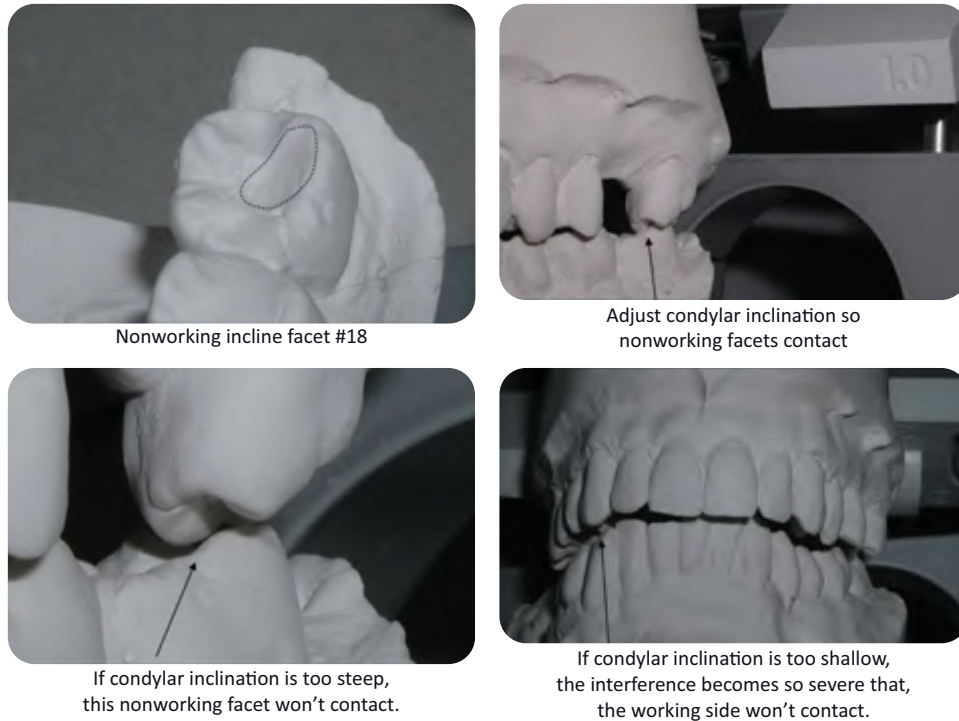 1.0
Nonworking incline facet #18
Adjust condylar inclination so
nonworking facets contact
If condylar inclination is too steep,
this nonworking facet won’t contact.
If condylar inclination is too shallow,
the interference becomes so severe that,
the working side won’t contact.